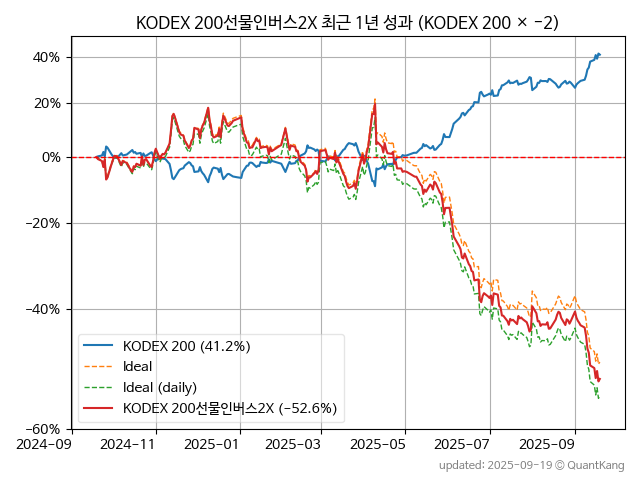 KODEX 200선물인버스2X 최근 1년 성과 (KODEX 200 × −2)
40%
20%
0%
−20%
−40%
−60%
KODEX 200 (41.2%)
Ideal
Ideal (daily)
KODEX 200선물인버스2X (−52.6%)
2024-09
2024-11
2025-01
2025-03
2025-05
2025-07
2025-09
updated: 2025-09-19 © QuantKang